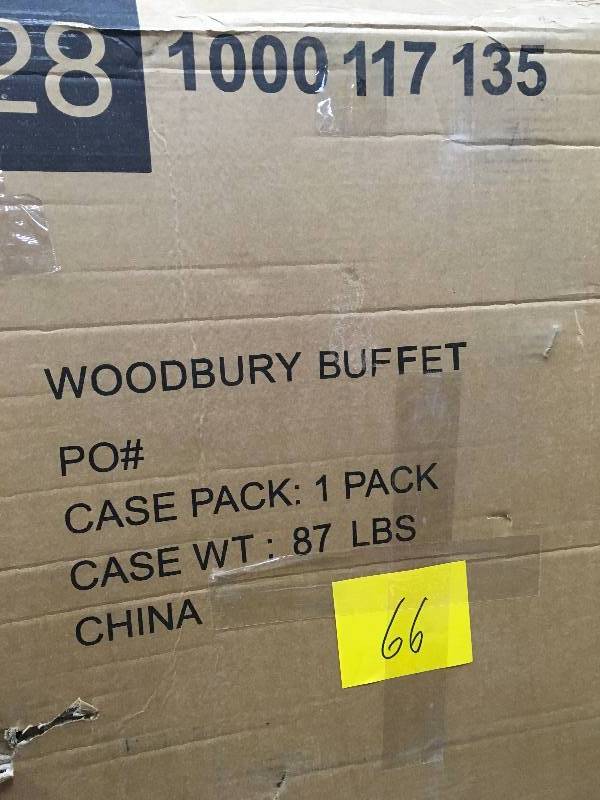 28 1000 117 135
WOODBURY BUFFET
PO#
CASE PACK: 1 PACK
CASE WT : 87 LBS
CHINA
66